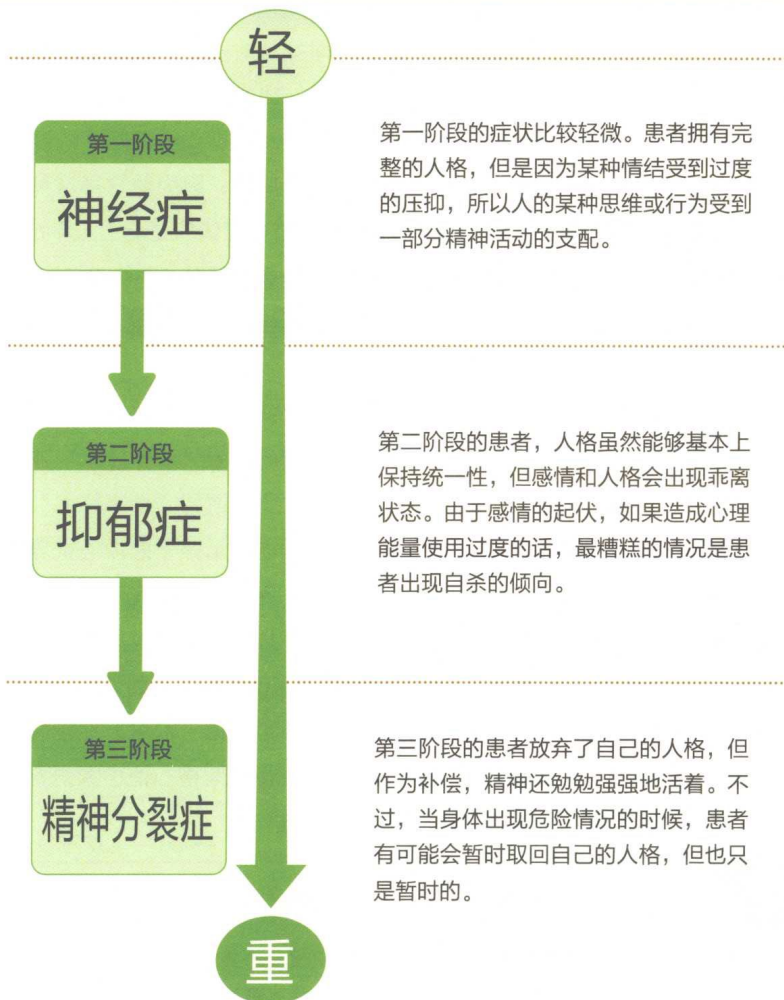 轻
第一阶段
神经症
第一阶段的症状比较轻微。患者拥有完
整的人格，但是因为某种情结受到过度
的压抑，所以人的某种思维或行为受到
一部分精神活动的支配。
第二阶段
抑郁症
第二阶段的患者，人格虽然能够基本上
保持统一性，但感情和人格会出现乖离
状态。由于感情的起伏，如果造成心理
能量使用过度的话，最糟糕的情况是患
者出现自杀的倾向。
第三阶段
精神分裂症
第三阶段的患者放弃了自己的人格，但
作为补偿，精神还勉勉强强地活着。不
过，当身体出现危险情况的时候，患者
有可能会暂时取回自己的人格，但也只
是暂时的。
重